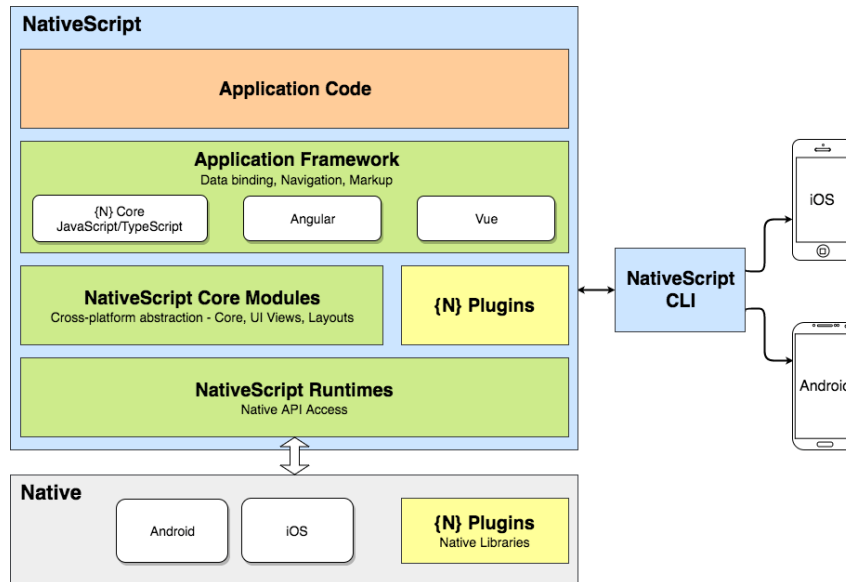 NativeScript
Application Code
Application Framework
Data binding, Navigation, Markup
{N} Core
JavaScript/TypeScript
Angular
Vue
NativeScript Core Modules
Cross-platform abstraction - Core, UI Views, Layouts
{N} Plugins
NativeScript Runtimes
Native API Access
NativeScript
CLI
iOS
Android
Native
Android
iOS
{N} Plugins
Native Libraries